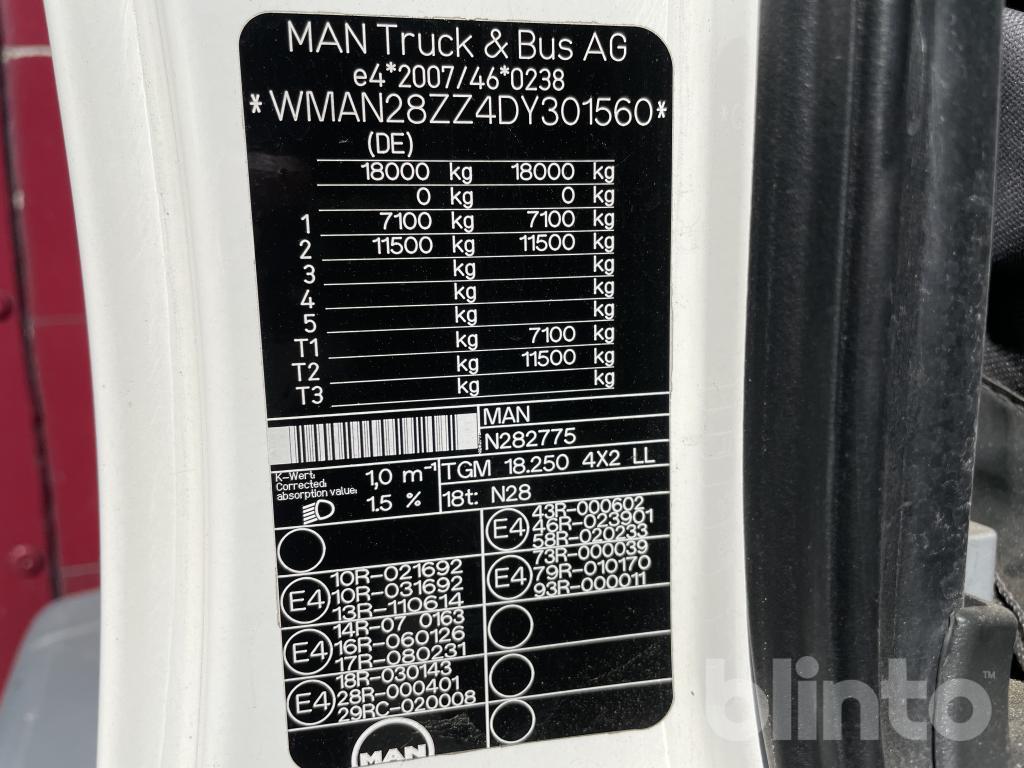 MAN Truck & Bus AG
e4*2007/46*0238
*WMAN28ZZ4DY301560*
(DE)
18000 kg 18000 kg
0 kg 0 kg
1 7100 kg 7100 kg
2 11500 kg 11500 kg
3 kg kg
4 kg kg
5 kg kg
T1 kg 7100 kg
T2 kg 11500 kg
T3 kg kg
MAN
N282775
K-Wert:
Corrected
absorption value:
1,0 m⁻¹
1.5 %
TGM 18.250 4X2 LL
18t: N28
E4
43R-000602
46R-023901
58R-020233
E4
73R-000039
79R-010170
93R-000011
E4
10R-021692
10R-031692
13R-110614
E4
14R-07 0163
16R-060126
17R-080231
E4
18R-030143
28R-000401
29RC-020008
MAN
blinto™